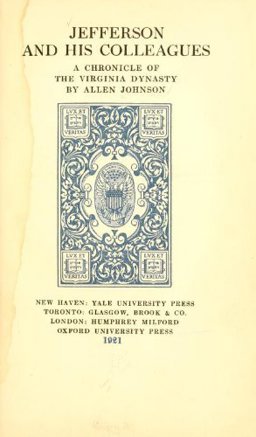 JEFFERSON
AND HIS COLLEAGUES
A CHRONICLE OF
THE VIRGINIA DYNASTY
BY ALLEN JOHNSON
LVX ET
VERITAS
LVX ET
VERITAS
LVX ET
VERITAS
LVX ET
VERITAS
NEW HAVEN: YALE UNIVERSITY PRESS
TORONTO: GLASGOW, BROOK & CO.
LONDON: HUMPHREY MILFORD
OXFORD UNIVERSITY PRESS
1921